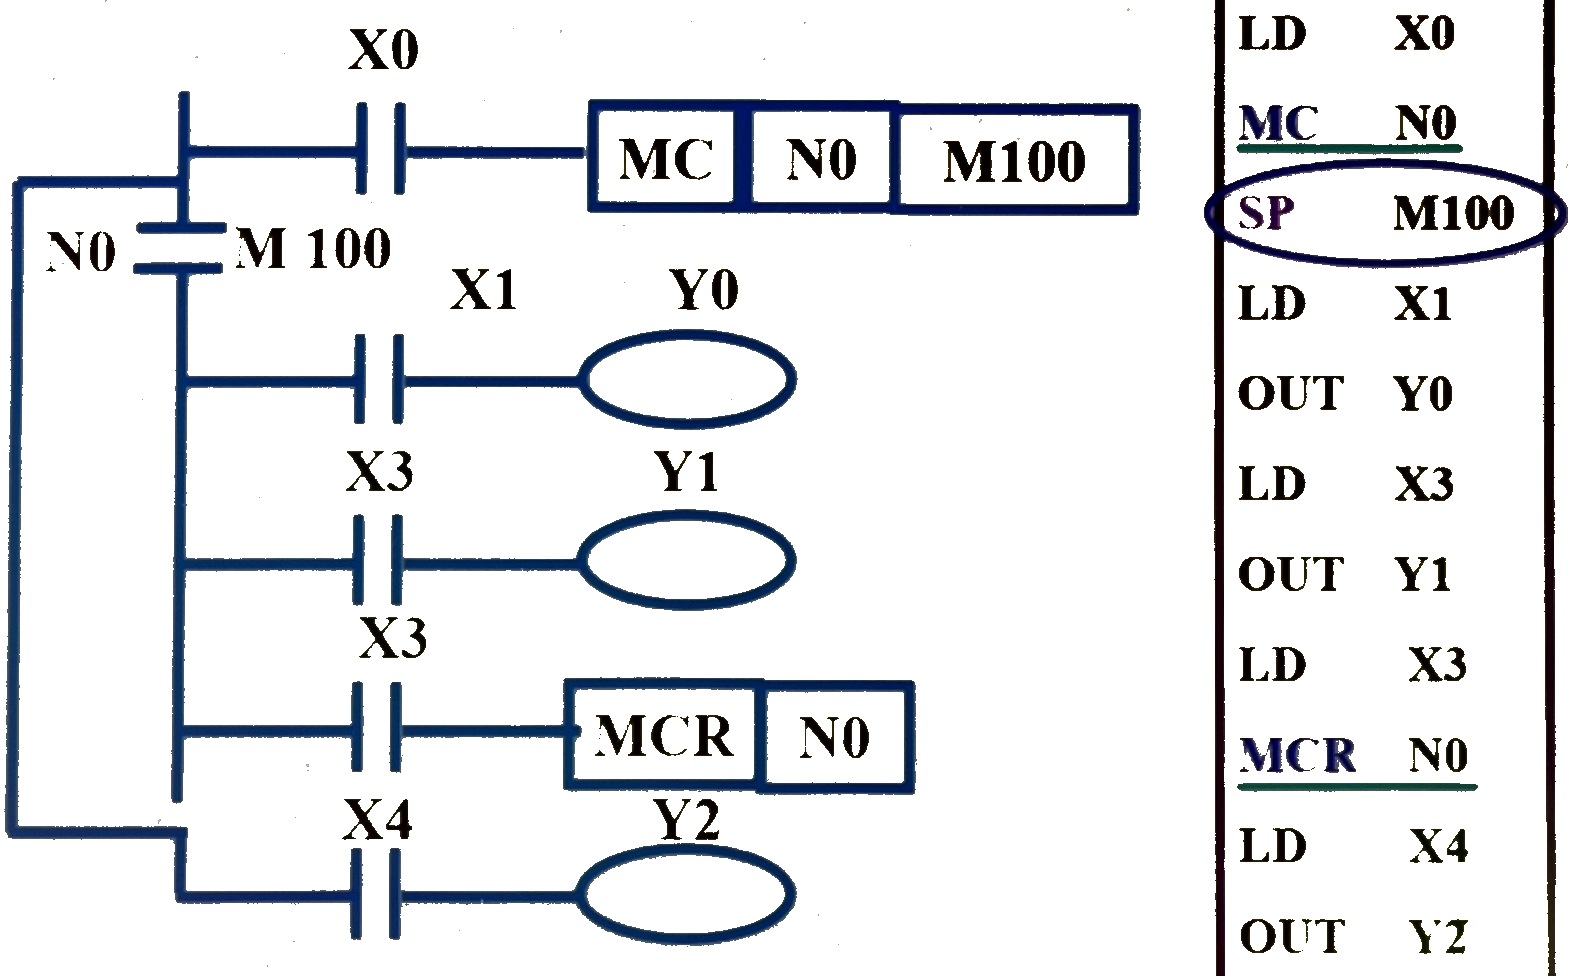 X0
MC N0 M100
N0 M 100
X1 Y0
X3 Y1
X3
MCR N0
X4 Y2
LD X0
MC N0
SP M100
LD X1
OUT Y0
LD X3
OUT Y1
LD X3
MCR N0
LD X4
OUT Y2